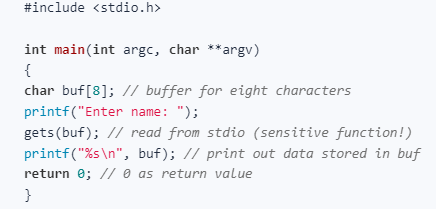 #include <stdio.h>
int main(int argc, char **argv)
{
char buf[8]; // buffer for eight characters
printf("Enter name: ");
gets(buf); // read from stdio (sensitive function!)
printf("%s\n", buf); // print out data stored in buf
return 0; // 0 as return value
}